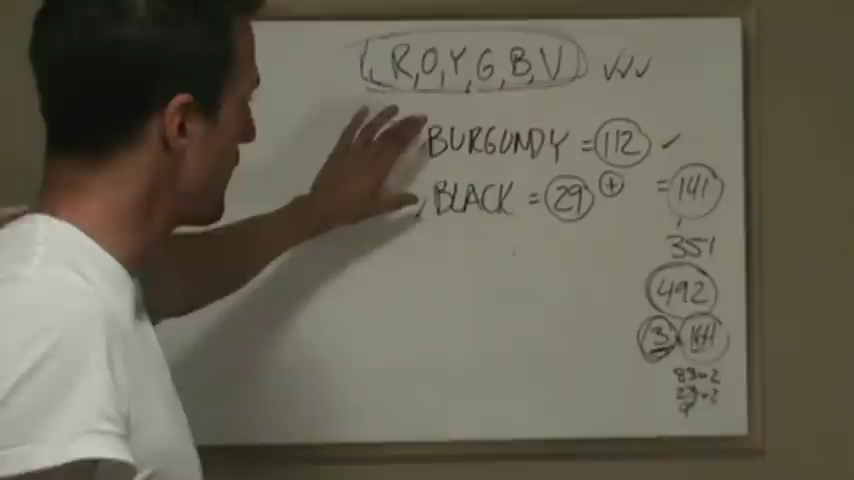 R, O, Y, G, B, V
BURGUNDY = 112 ✓
BLACK = 29 + = 141
351
492
3 164